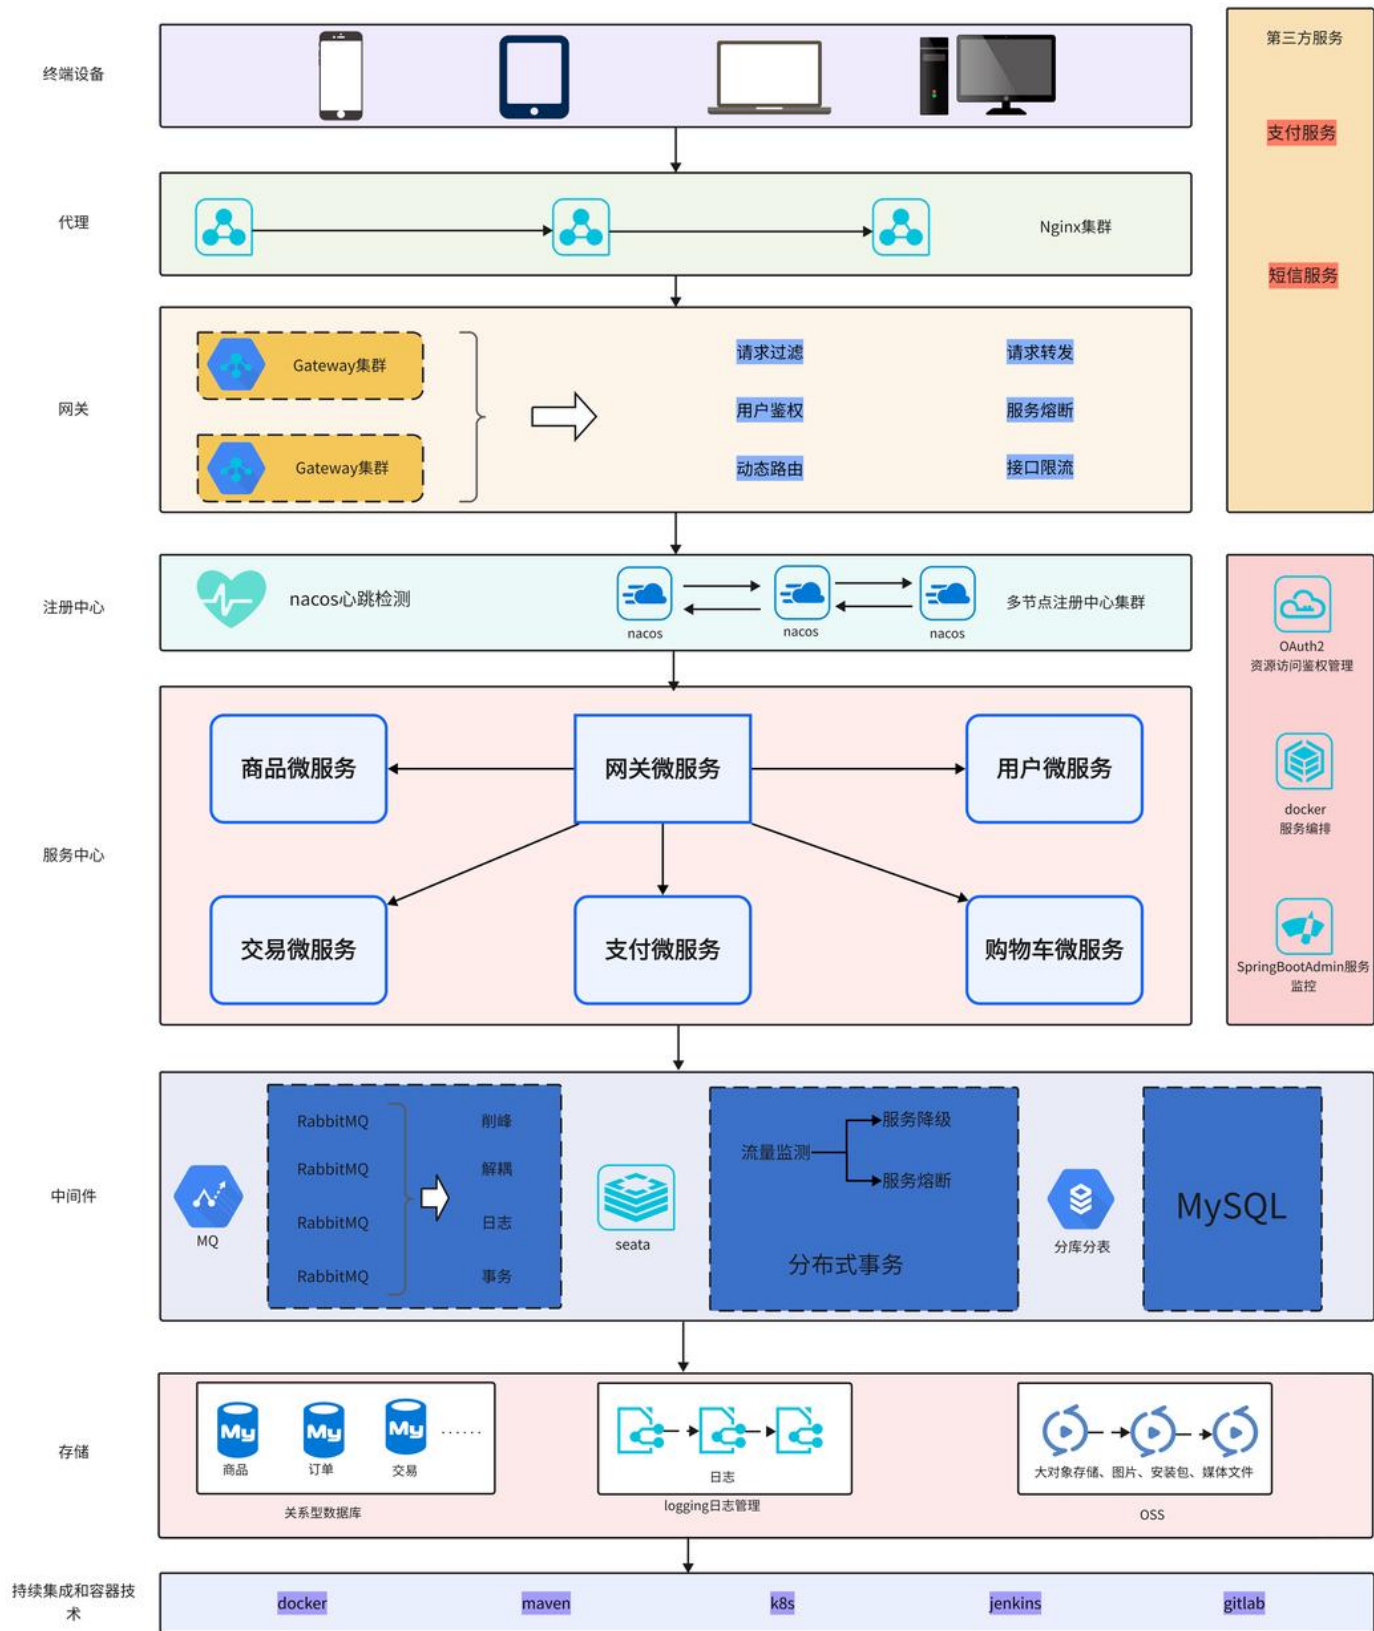 终端设备
第三方服务
支付服务
短信服务
代理
Nginx集群
网关
Gateway集群
Gateway集群
请求过滤
请求转发
用户鉴权
服务熔断
动态路由
接口限流
注册中心
nacos心跳检测
nacos
nacos
nacos
多节点注册中心集群
OAuth2
资源访问鉴权管理
docker
服务编排
SpringBootAdmin服务
监控
服务中心
商品微服务
网关微服务
用户微服务
交易微服务
支付微服务
购物车微服务
中间件
MQ
RabbitMQ
削峰
RabbitMQ
解耦
RabbitMQ
日志
RabbitMQ
事务
seata
流量监测
服务降级
服务熔断
分布式事务
分库分表
MySQL
存储
My
My
My
......
商品
订单
交易
关系型数据库
日志
logging日志管理
大对象存储、图片、安装包、媒体文件
OSS
持续集成和容器技
术
docker
maven
k8s
jenkins
gitlab